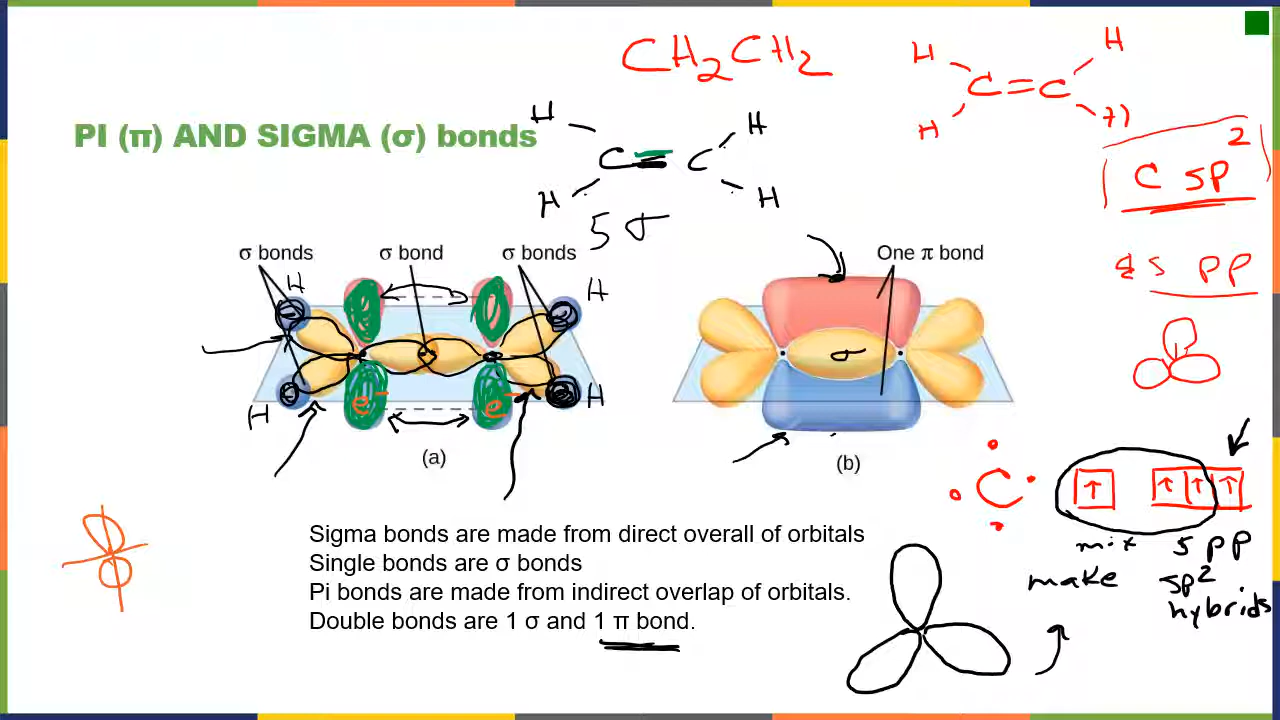 CH2CH2
H H
C = C
H H
PI (π) AND SIGMA (σ) bonds
H H
C = C
H H
5 σ
C sp2
s pp
σ bonds σ bond σ bonds
One π bond
H H
σ
e- e-
H H
(a)
(b)
C ↑ ↑ ↑ ↑
mix s pp
make sp2
hybrids
Sigma bonds are made from direct overall of orbitals
Single bonds are σ bonds
Pi bonds are made from indirect overlap of orbitals.
Double bonds are 1 σ and 1 π bond.